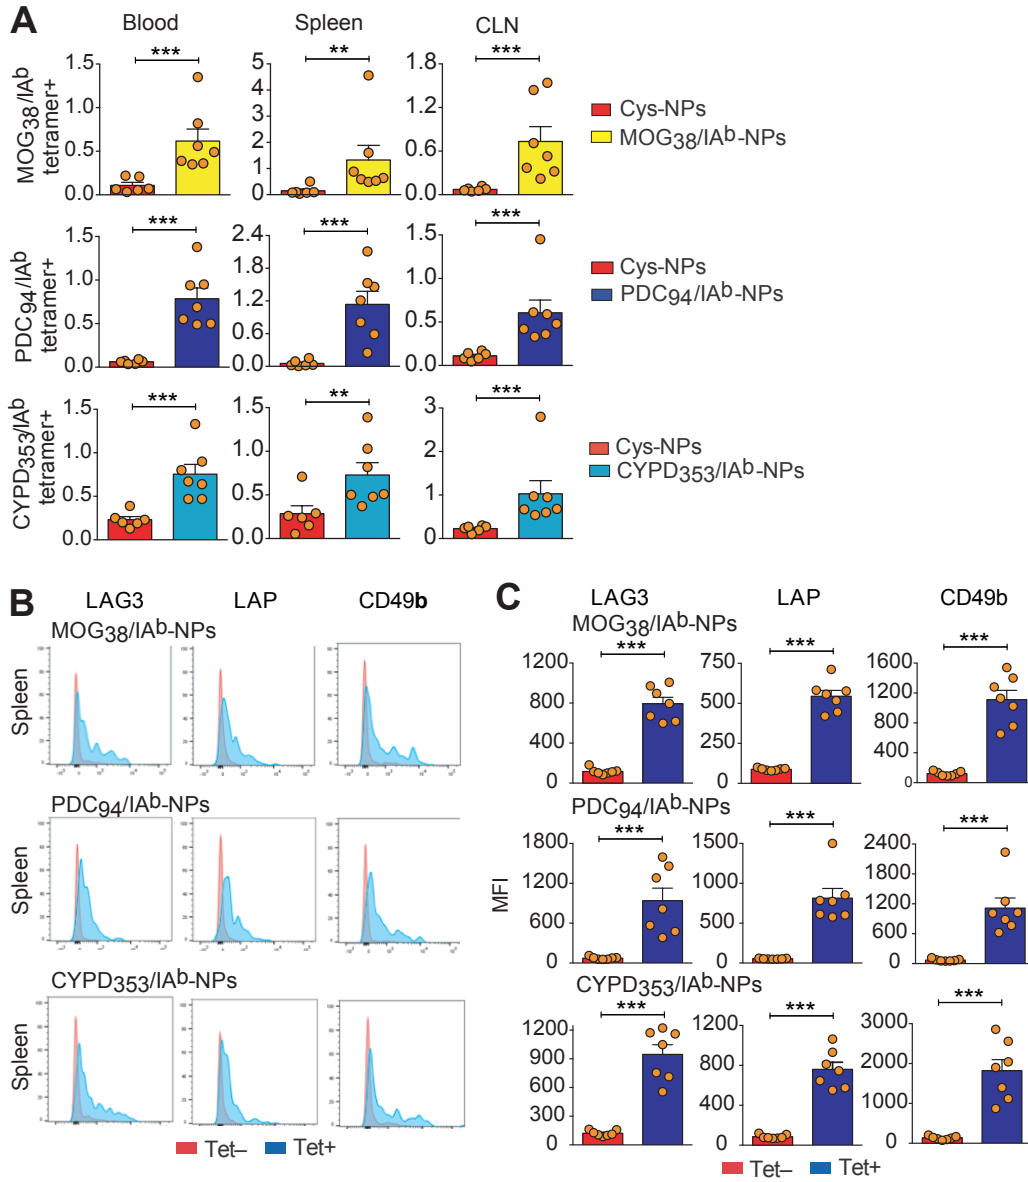 A
Blood
Spleen
CLN
MOG38/IAb
tetramer+
***
1.5
1.0
0.5
0.0
**
5
4
3
2
1
0
***
1.8
1.2
0.6
0.0
Cys-NPs
MOG38/IAb-NPs
PDC94/IAb
tetramer+
***
1.5
1.0
0.5
0.0
***
2.4
1.8
1.2
0.6
0.0
***
1.5
1.0
0.5
0.0
Cys-NPs
PDC94/IAb-NPs
CYPD353/IAb
tetramer+
***
1.5
1.0
0.5
0.0
**
1.5
1.0
0.5
0.0
***
3
2
1
0
Cys-NPs
CYPD353/IAb-NPs
B
LAG3
LAP
CD49b
MOG38/IAb-NPs
Spleen
PDC94/IAb-NPs
Spleen
CYPD353/IAb-NPs
Spleen
Tet–
Tet+
C
LAG3
LAP
CD49b
MOG38/IAb-NPs
***
1200
800
400
0
***
750
500
250
0
***
1600
1200
800
400
0
PDC94/IAb-NPs
MFI
***
1800
1200
600
0
***
1500
1000
500
0
***
2400
1800
1200
600
0
CYPD353/IAb-NPs
***
1200
900
600
300
0
***
1200
800
400
0
***
3000
2000
1000
0
Tet–
Tet+